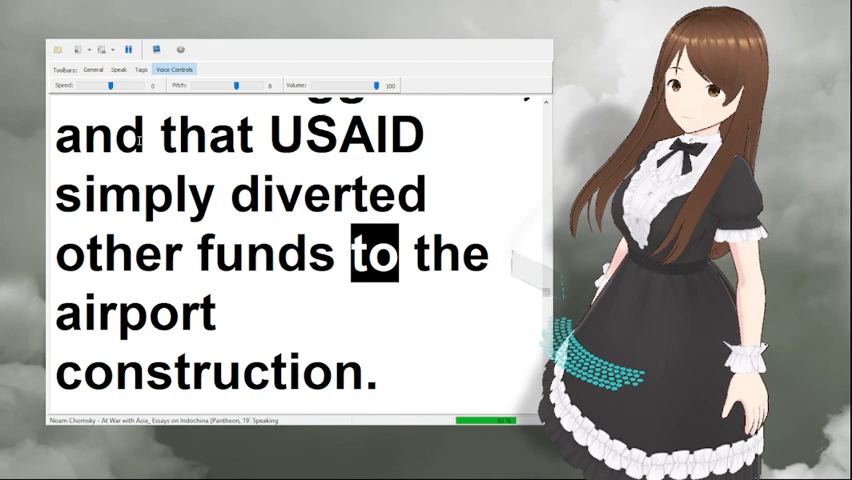 Toolbars: General Speak Tags Voice Controls
Speed: 0 Pitch: 8 Volume: 100
and that USAID
simply diverted
other funds to the
airport
construction.
Noam Chomsky - At War with Asia_ Essays on Indochina (Pantheon, 19 Speaking 63 %